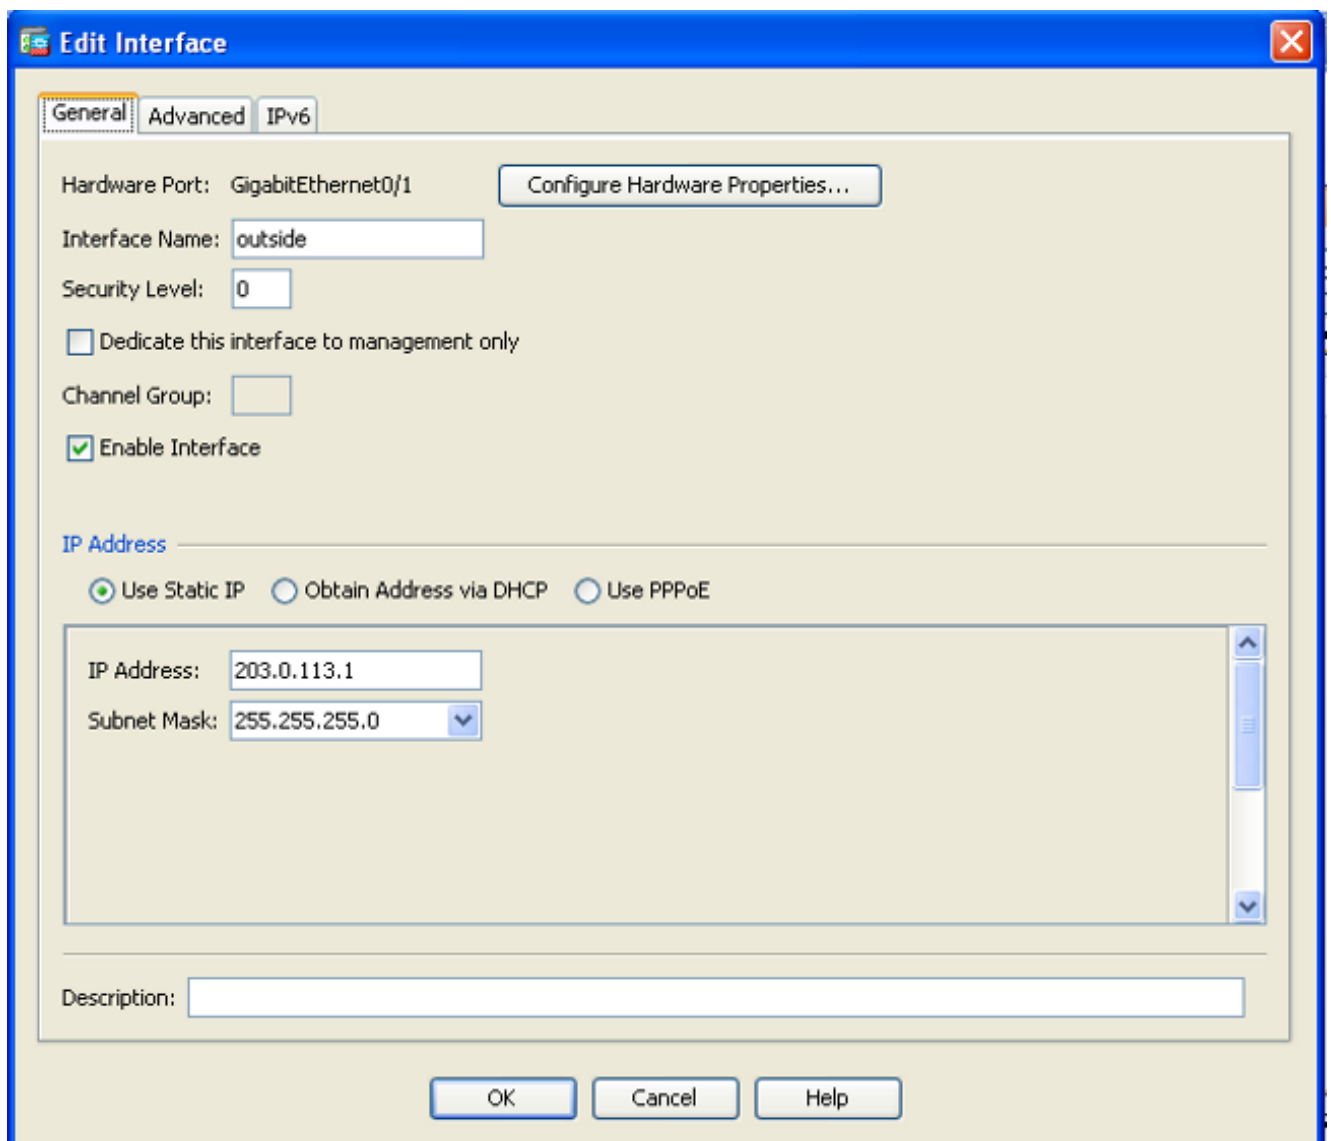 Edit Interface
General Advanced IPv6
Hardware Port: GigabitEthernet0/1 Configure Hardware Properties...
Interface Name: outside
Security Level: 0
Dedicate this interface to management only
Channel Group:
Enable Interface
IP Address
Use Static IP Obtain Address via DHCP Use PPPoE
IP Address: 203.0.113.1
Subnet Mask: 255.255.255.0
Description:
OK Cancel Help